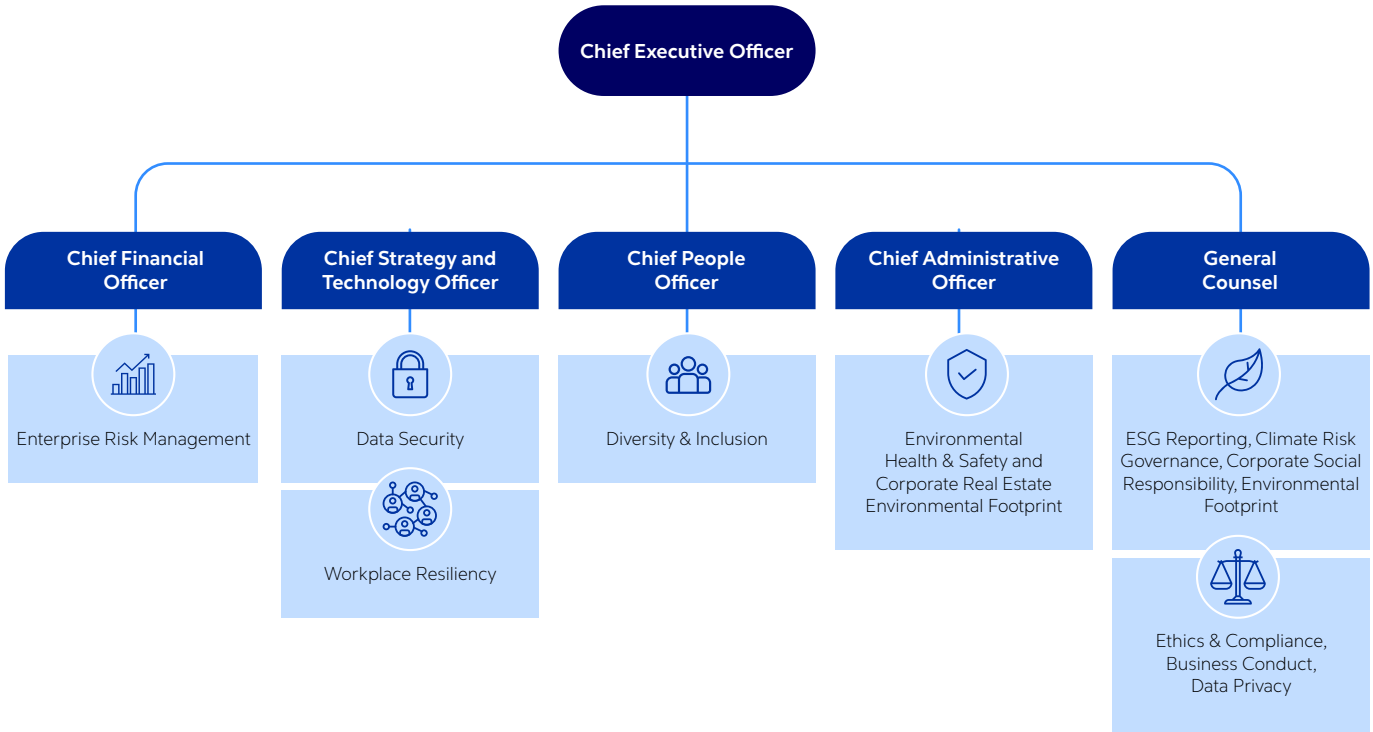 Chief Executive Officer
Chief Financial
Officer
Enterprise Risk Management
Chief Strategy and
Technology Officer
Data Security
Workplace Resiliency
Chief People
Officer
Diversity & Inclusion
Chief Administrative
Officer
Environmental
Health & Safety and
Corporate Real Estate
Environmental Footprint
General
Counsel
ESG Reporting, Climate Risk
Governance, Corporate Social
Responsibility, Environmental
Footprint
Ethics & Compliance,
Business Conduct,
Data Privacy